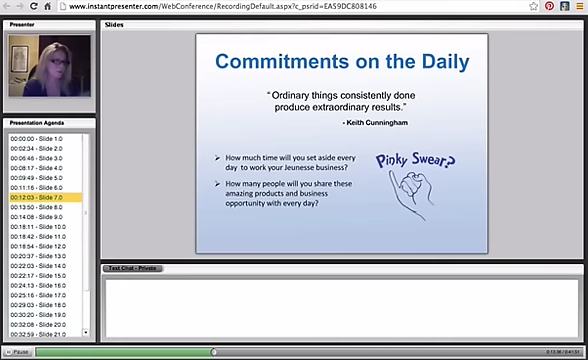 www.instantpresenter.com/WebConference/RecordingDefault.aspx?c_psrid=EA59DC808146
Presenter
Slides
Commitments on the Daily
“Ordinary things consistently done
produce extraordinary results.”
- Keith Cunningham
How much time will you set aside every
day to work your Jeunesse business?
How many people will you share these
amazing products and business
opportunity with every day?
Pinky Swear?
Presentation Agenda
00:00:00 - Slide 1.0
00:02:34 - Slide 2.0
00:06:46 - Slide 3.0
00:08:17 - Slide 4.0
00:09:49 - Slide 5.0
00:11:16 - Slide 6.0
00:12:03 - Slide 7.0
00:13:50 - Slide 8.0
00:14:08 - Slide 9.0
00:18:11 - Slide 10.0
00:18:42 - Slide 11.0
00:18:54 - Slide 12.0
00:20:37 - Slide 13.0
00:22:03 - Slide 14.0
00:22:17 - Slide 15.0
00:24:13 - Slide 16.0
00:25:16 - Slide 17.0
00:29:03 - Slide 18.0
00:30:20 - Slide 19.0
00:32:08 - Slide 20.0
00:32:59 - Slide 21.0
Text Chat - Private
Pause
0:13:36 / 0:41:51